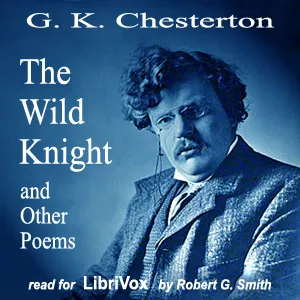 G. K. Chesterton
The
Wild
Knight
and
Other
Poems
read for LibriVox by Robert G. Smith